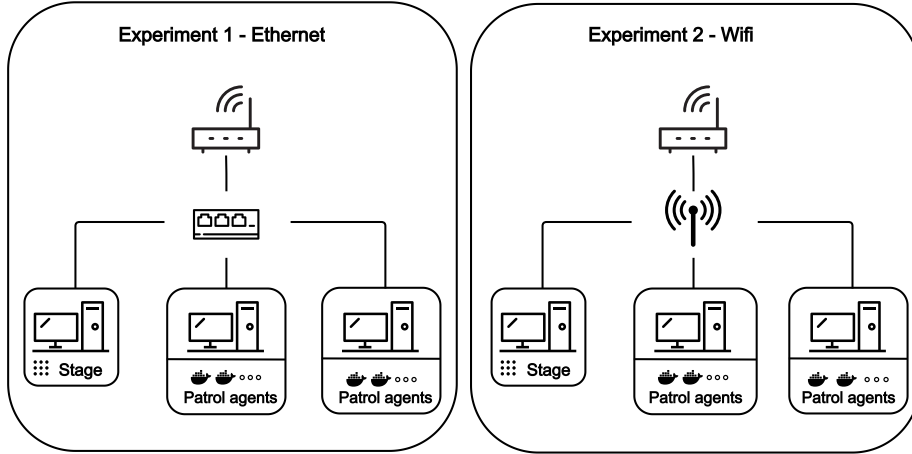 Experiment 1 - Ethernet
Stage
Patrol agents
Patrol agents
Experiment 2 - Wifi
Stage
Patrol agents
Patrol agents